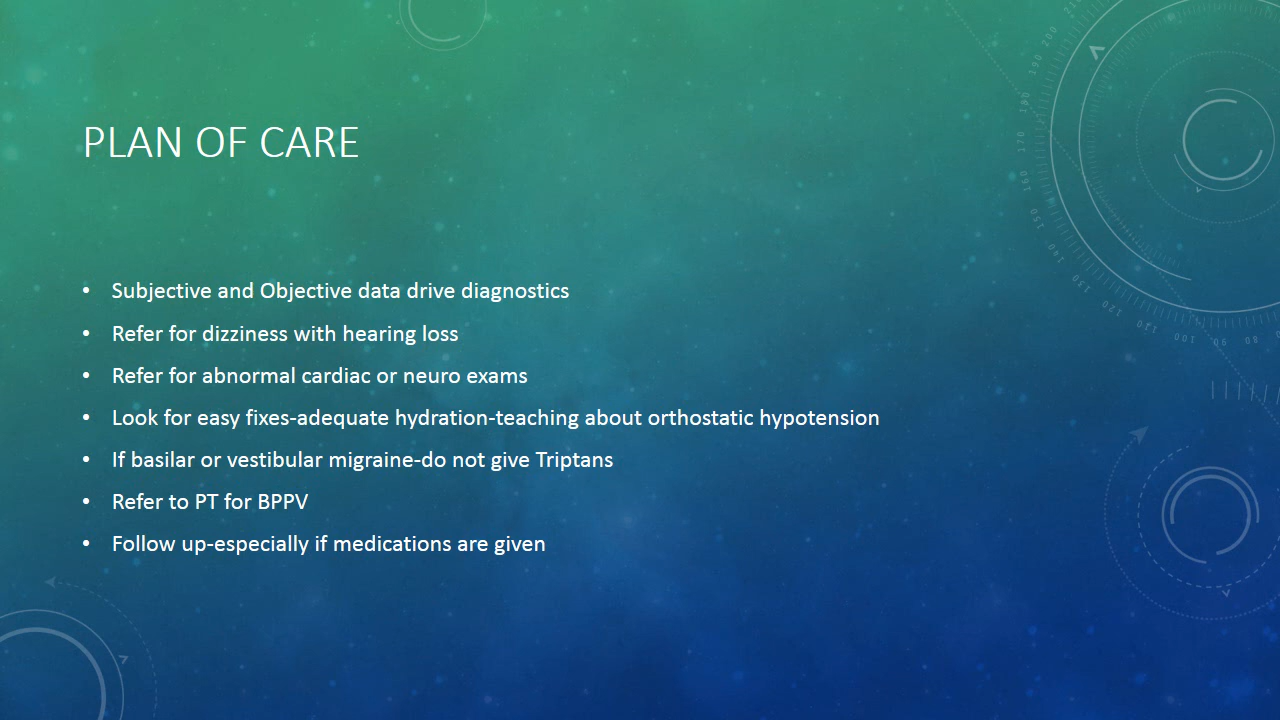 PLAN OF CARE
• Subjective and Objective data drive diagnostics
• Refer for dizziness with hearing loss
• Refer for abnormal cardiac or neuro exams
• Look for easy fixes-adequate hydration-teaching about orthostatic hypotension
• If basilar or vestibular migraine-do not give Triptans
• Refer to PT for BPPV
• Follow up-especially if medications are given